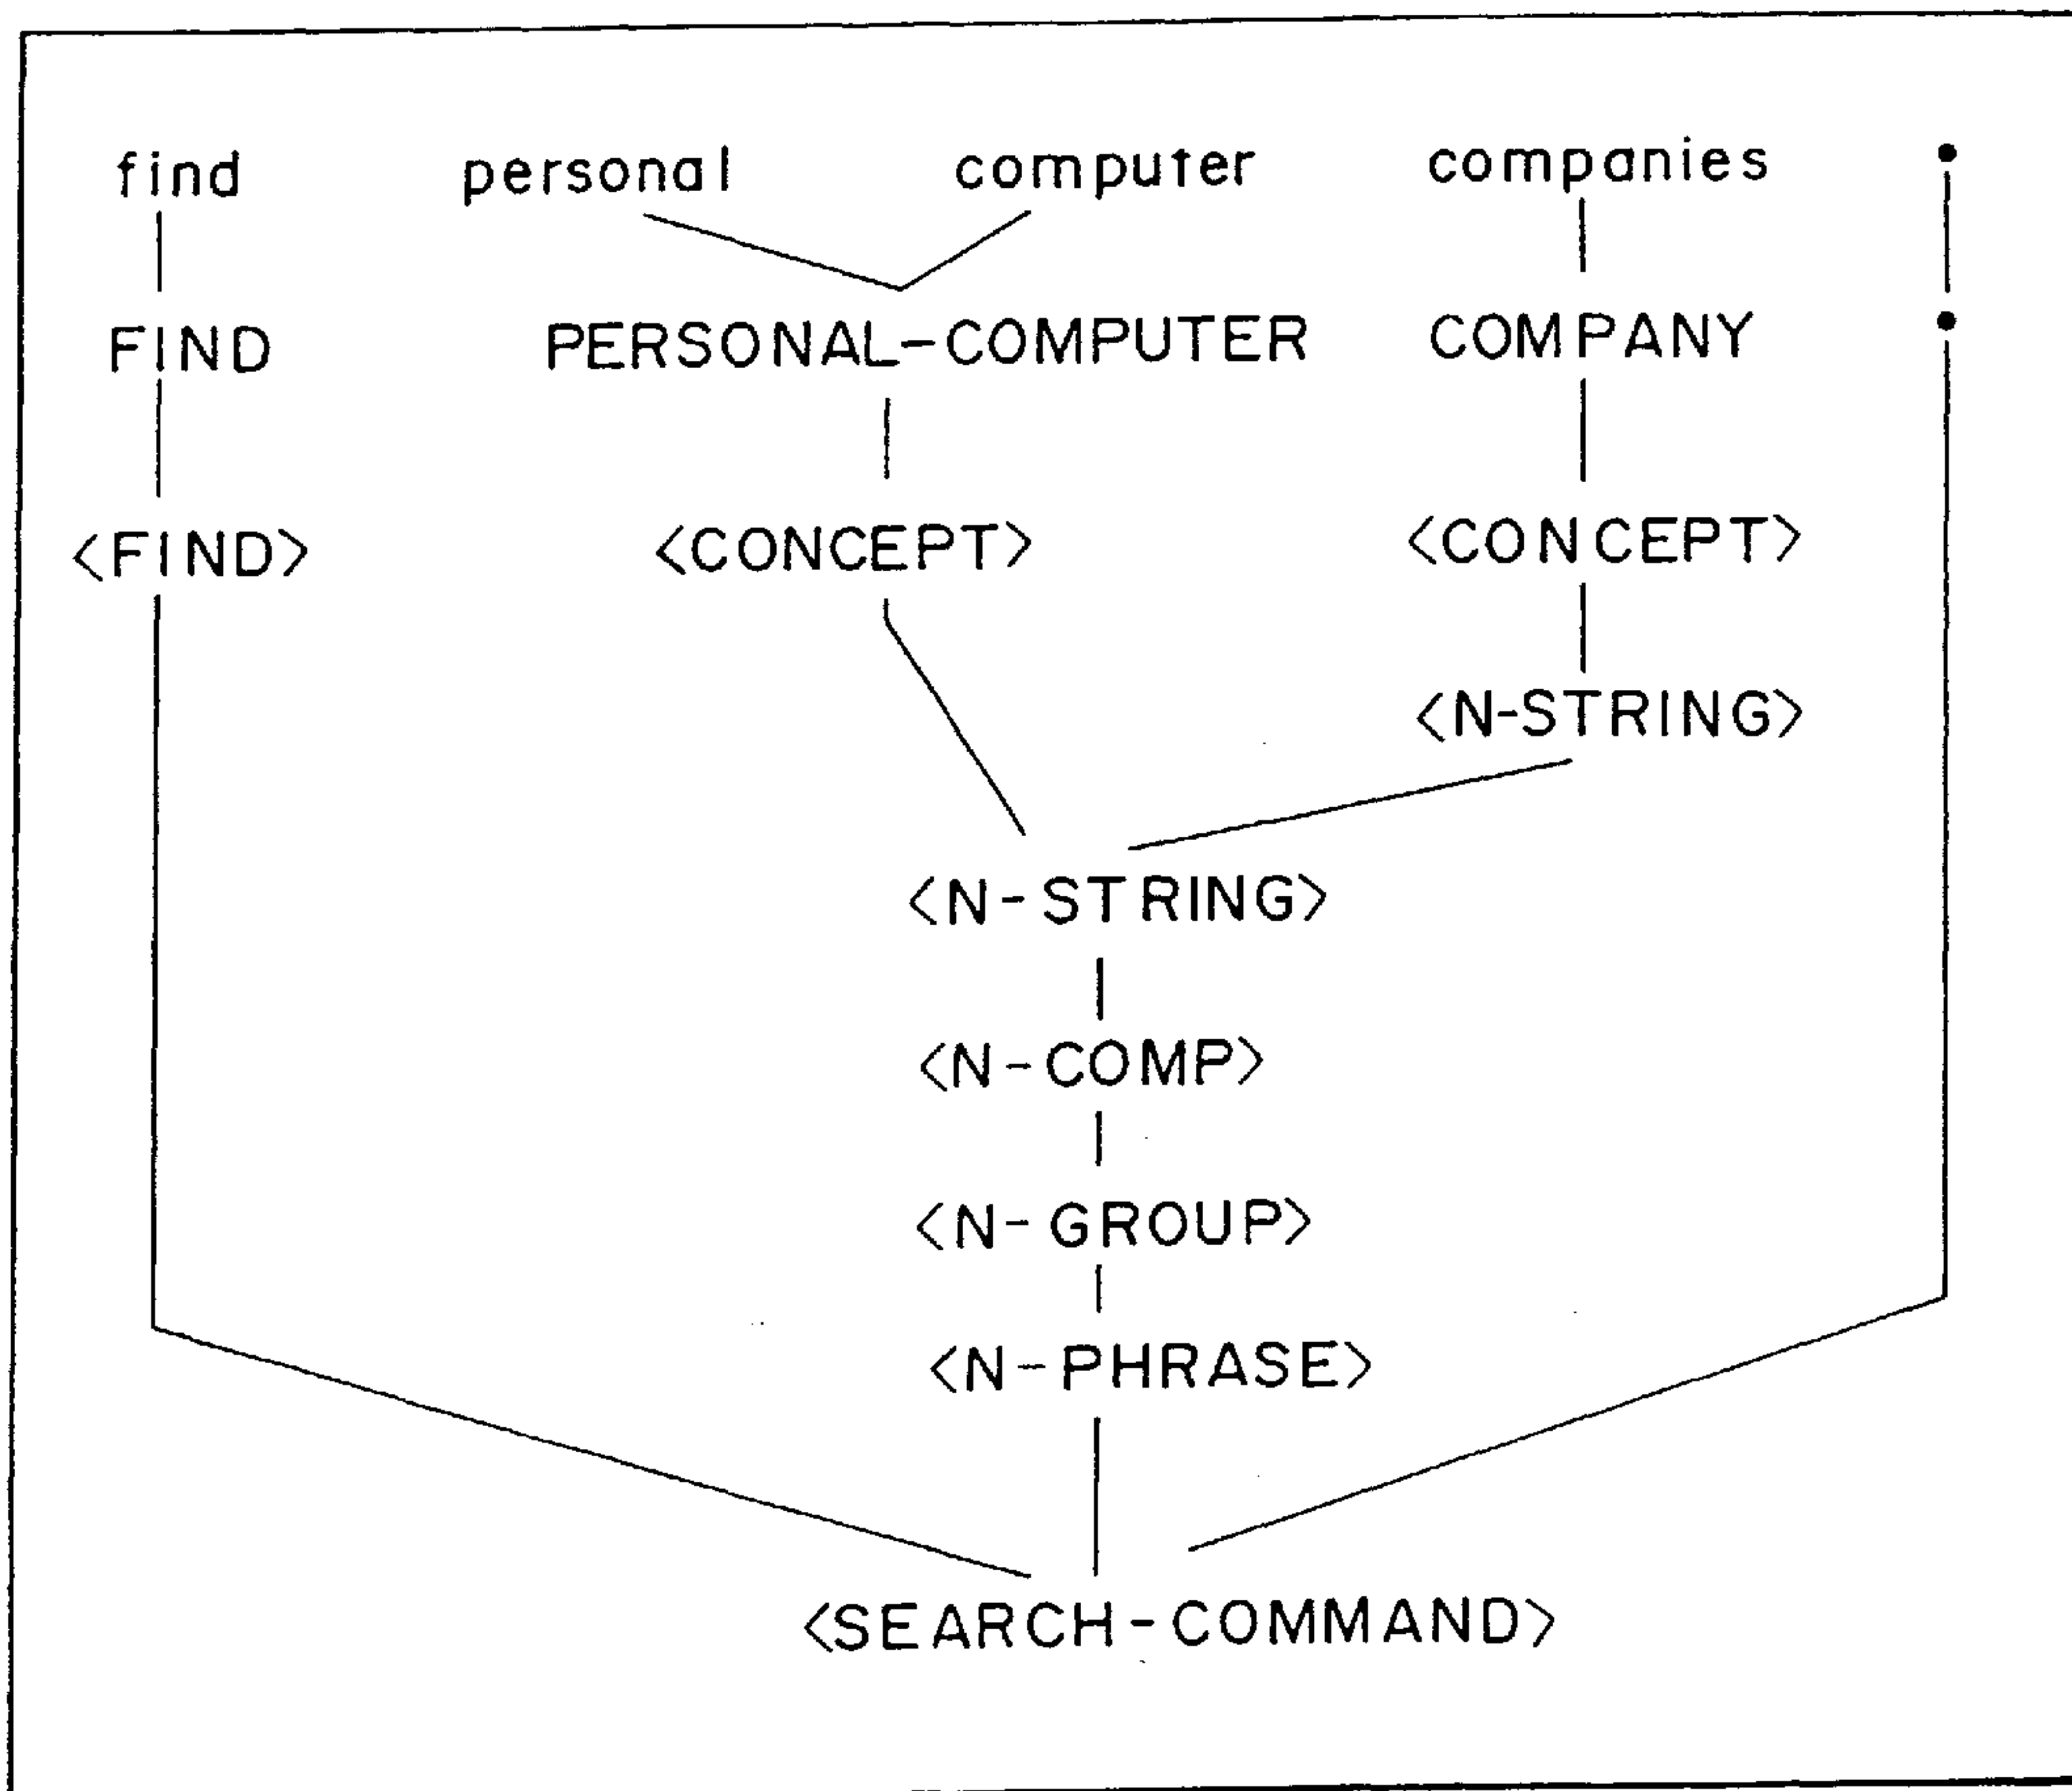 find personal computer companies .
FIND PERSONAL-COMPUTER COMPANY .
<FIND> <CONCEPT> <CONCEPT>
<N-STRING>
<N-STRING>
<N-COMP>
<N-GROUP>
<N-PHRASE>
<SEARCH-COMMAND>